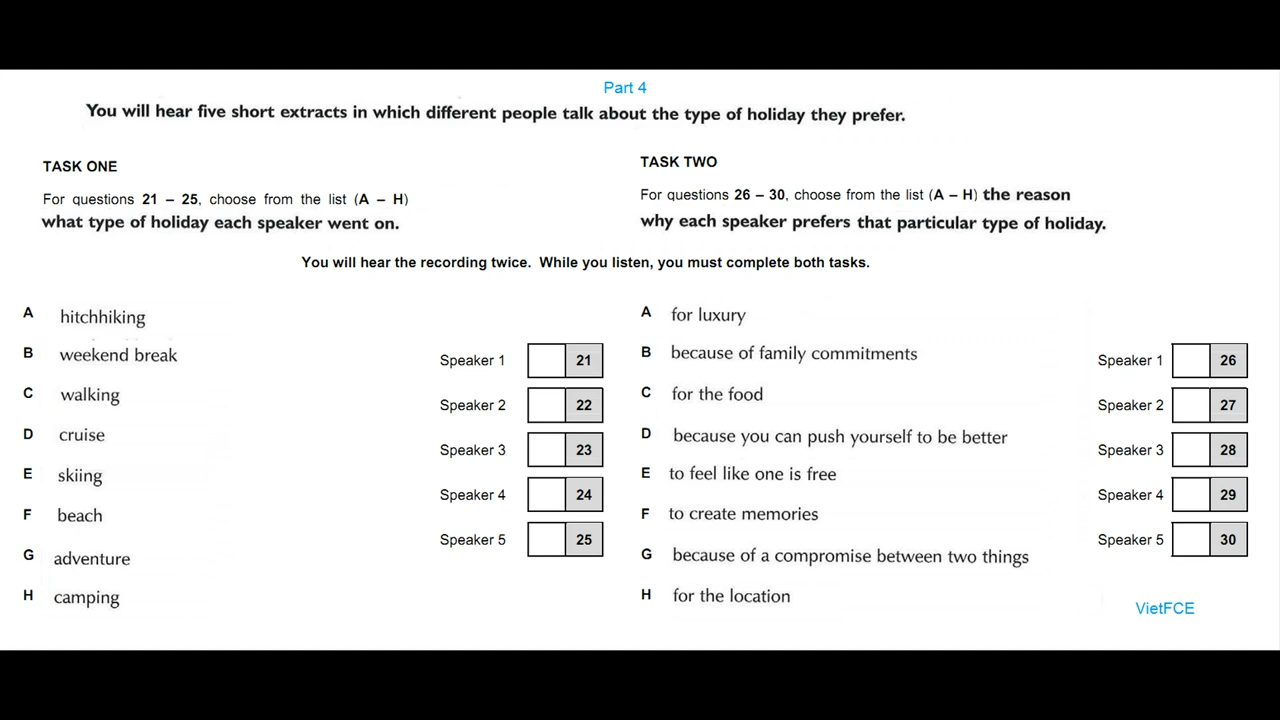 Part 4
You will hear five short extracts in which different people talk about the type of holiday they prefer.
TASK ONE
For questions 21 – 25, choose from the list (A – H)
what type of holiday each speaker went on.
TASK TWO
For questions 26 – 30, choose from the list (A – H) the reason
why each speaker prefers that particular type of holiday.
You will hear the recording twice. While you listen, you must complete both tasks.
A hitchhiking
B weekend break
C walking
D cruise
E skiing
F beach
G adventure
H camping
Speaker 1 21
Speaker 2 22
Speaker 3 23
Speaker 4 24
Speaker 5 25
A for luxury
B because of family commitments
C for the food
D because you can push yourself to be better
E to feel like one is free
F to create memories
G because of a compromise between two things
H for the location
Speaker 1 26
Speaker 2 27
Speaker 3 28
Speaker 4 29
Speaker 5 30
VietFCE